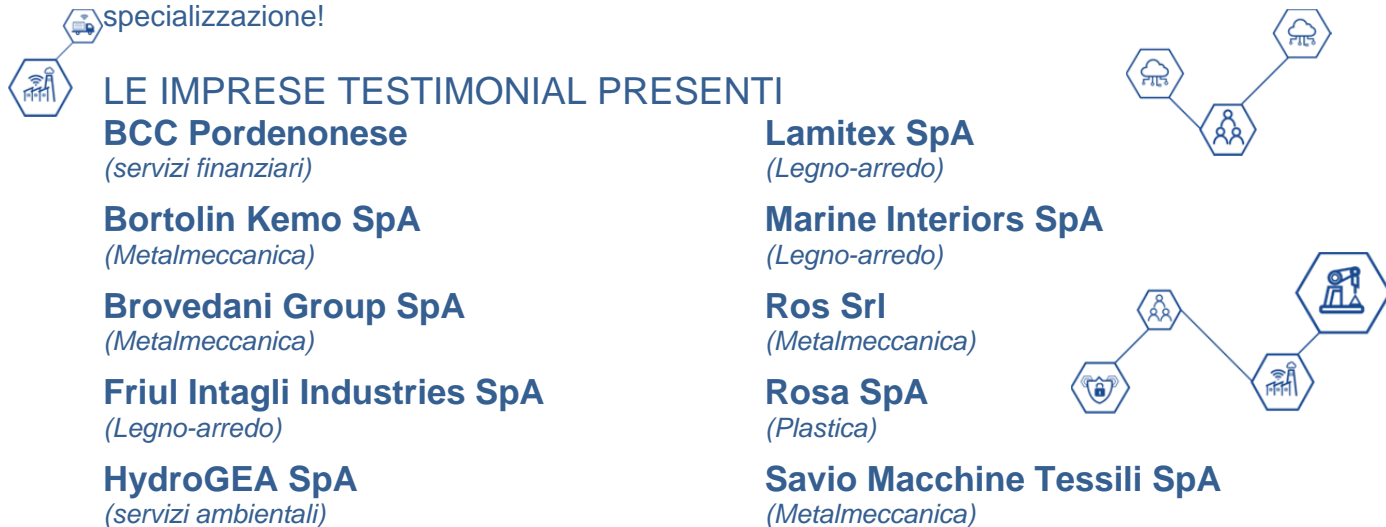 specializzazione!
LE IMPRESE TESTIMONIAL PRESENTI
BCC Pordenonese
(servizi finanziari)
Bortolin Kemo SpA
(Metalmeccanica)
Brovedani Group SpA
(Metalmeccanica)
Friul Intagli Industries SpA
(Legno-arredo)
HydroGEA SpA
(servizi ambientali)
Lamitex SpA
(Legno-arredo)
Marine Interiors SpA
(Legno-arredo)
Ros Srl
(Metalmeccanica)
Rosa SpA
(Plastica)
Savio Macchine Tessili SpA
(Metalmeccanica)